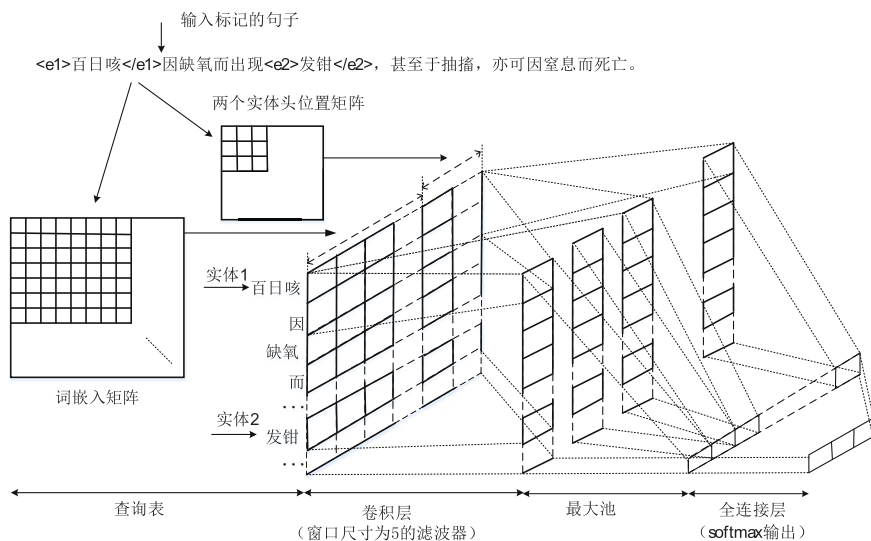 输入标记的句子
<e1>百日咳</e1>因缺氧而出现<e2>发钳</e2>，甚至于抽搐，亦可因窒息而死亡。
两个实体头位置矩阵
实体1
百日咳
因
缺氧
而
…
实体2
发钳
…
词嵌入矩阵
查询表
卷积层
（窗口尺寸为5的滤波器）
最大池
全连接层
（softmax输出）